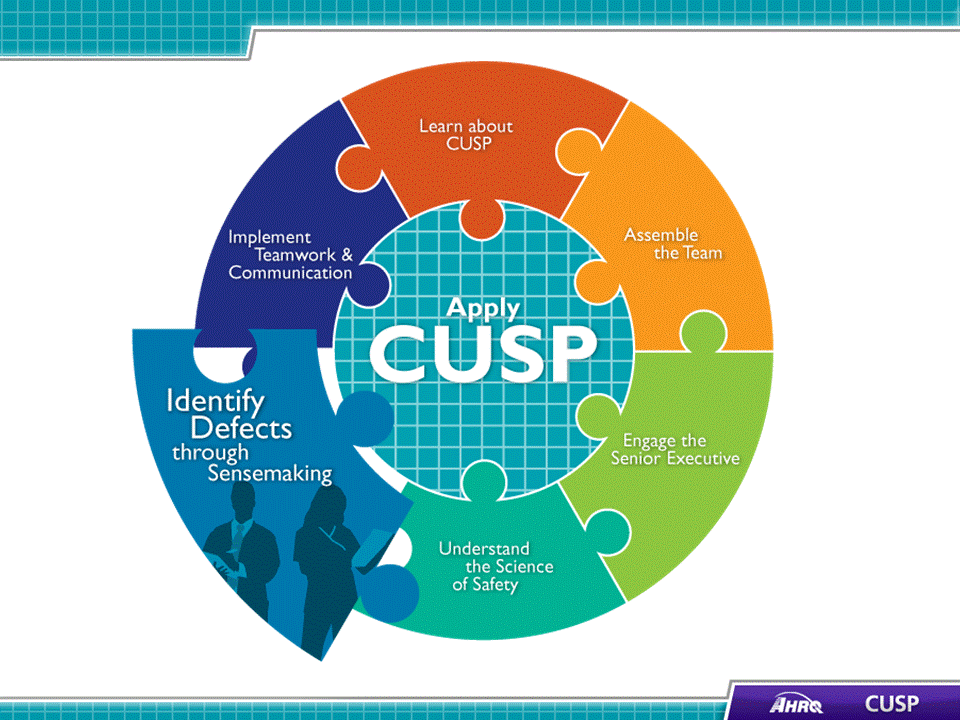 Learn about
CUSP
Assemble
the Team
Engage the
Senior Executive
Understand
the Science
of Safety
Identify
Defects
through
Sensemaking
Implement
Teamwork &
Communication
Apply
CUSP
AHRQ
CUSP